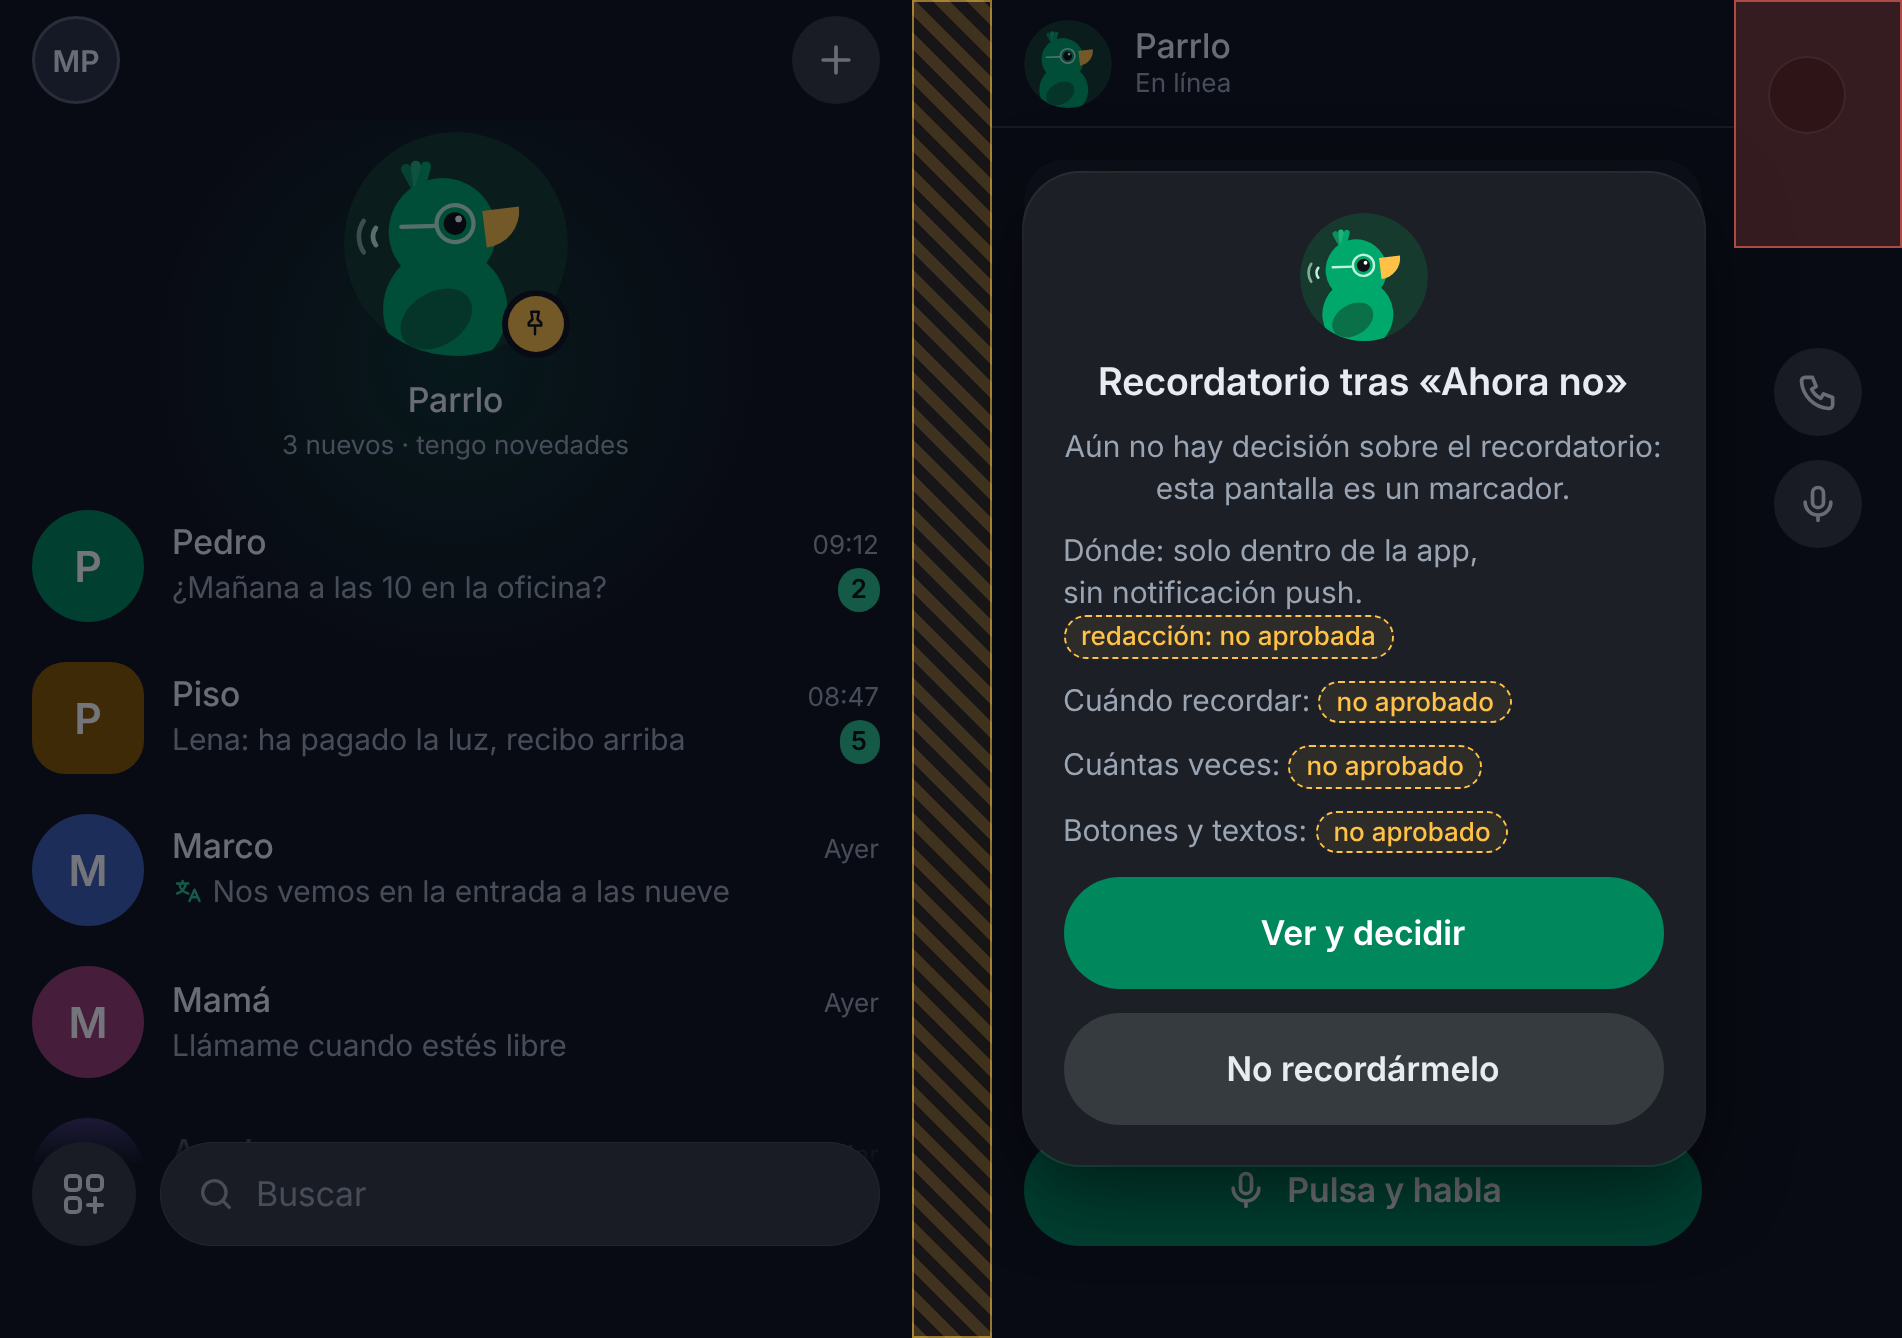 MP
Parrlo
3 nuevos · tengo novedades
P
Pedro
09:12
¿Mañana a las 10 en la oficina?
2
P
Piso
08:47
Lena: ha pagado la luz, recibo arriba
5
M
Marco
Ayer
Nos vemos en la entrada a las nueve
M
Mamá
Ayer
Llámame cuando estés libre
Buscar
Parrlo
En línea
Recordatorio tras «Ahora no»
Aún no hay decisión sobre el recordatorio:
esta pantalla es un marcador.
Dónde: solo dentro de la app,
sin notificación push.
redacción: no aprobada
Cuándo recordar: no aprobado
Cuántas veces: no aprobado
Botones y textos: no aprobado
Ver y decidir
No recordármelo
Pulsa y habla